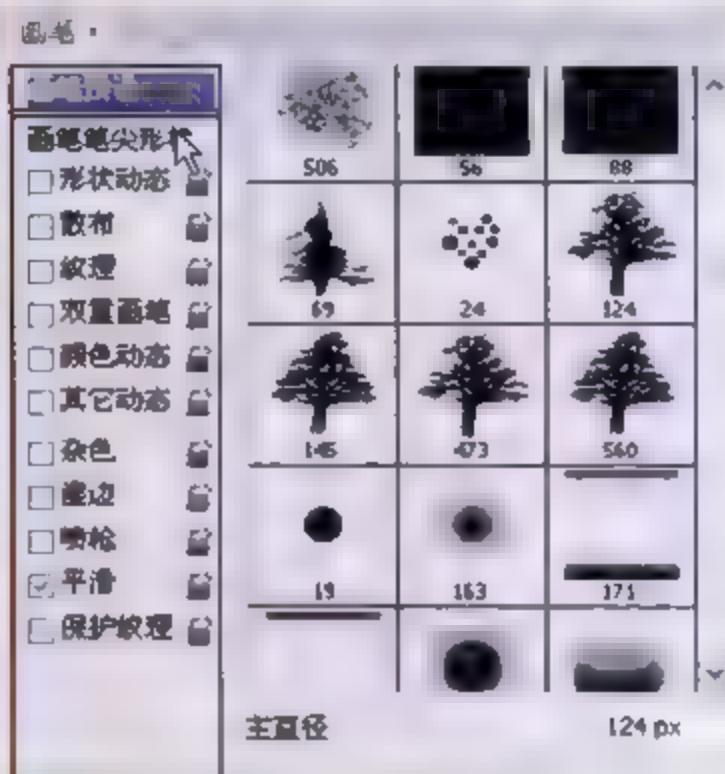 画笔
画笔笔尖形状
形状动态
散布
纹理
双重画笔
颜色动态
其它动态
杂色
湿边
喷枪
平滑
保护纹理
506 56 88
69 24 124
145 473 560
19 163 171
主直径 124 px